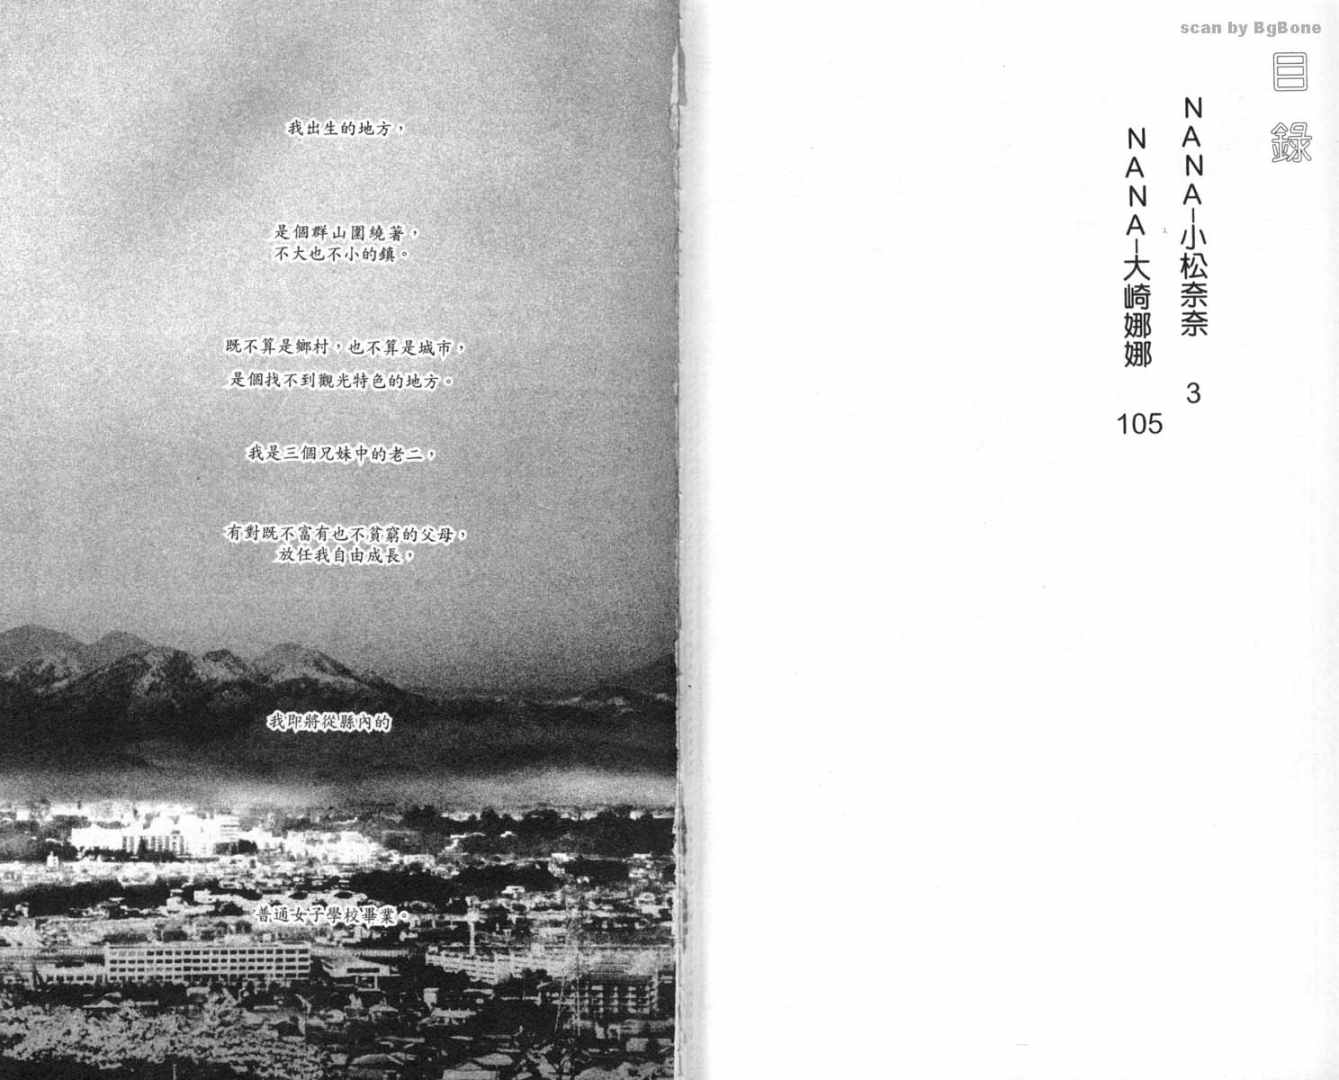 scan by BgBone
目錄
NANA—小松奈奈 3
NANA—大崎娜娜 105
我出生的地方，
是個群山圍繞著，
不大也不小的鎮。
既不算是鄉村，也不算是城市，
是個找不到觀光特色的地方。
我是三個兄妹中的老二，
有對既不富有也不貧窮的父母，
放任我自由成長，
我即將從縣內的
普通女子學校畢業。